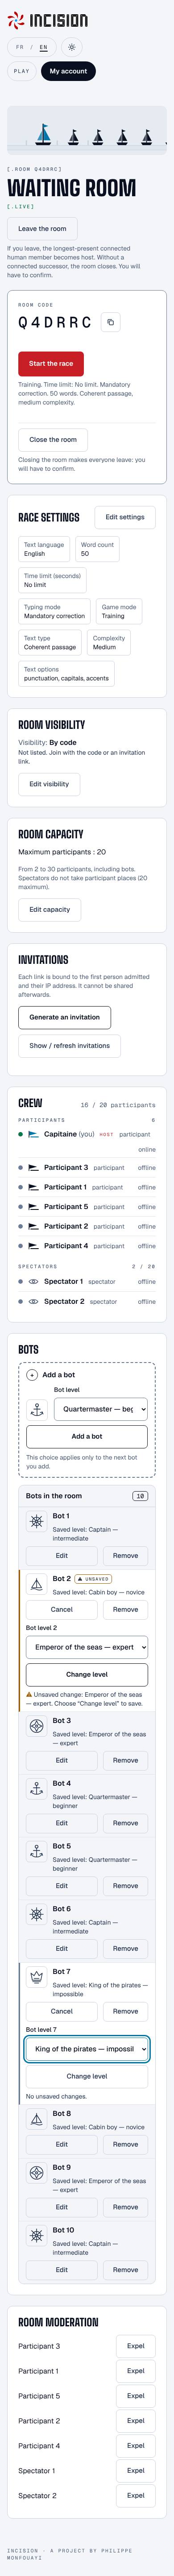 INCISION
FR / EN
PLAY
My account
[.ROOM Q4DRRC]
WAITING ROOM
[.LIVE]
Leave the room
If you leave, the longest-present connected
human member becomes host. Without a
connected successor, the room closes. You will
have to confirm.
ROOM CODE
Q4DRRC
Start the race
Training. Time limit: No limit. Mandatory
correction. 50 words. Coherent passage,
medium complexity.
Close the room
Closing the room makes everyone leave: you
will have to confirm.
RACE SETTINGS
Edit settings
Text language
English
Word count
50
Time limit (seconds)
No limit
Typing mode
Mandatory correction
Game mode
Training
Text type
Coherent passage
Complexity
Medium
Text options
punctuation, capitals, accents
ROOM VISIBILITY
Visibility: By code
Not listed. Join with the code or an invitation
link.
Edit visibility
ROOM CAPACITY
Maximum participants : 20
From 2 to 30 participants, including bots.
Spectators do not take participant places (20
maximum).
Edit capacity
INVITATIONS
Each link is bound to the first person admitted
and their IP address. It cannot be shared
afterwards.
Generate an invitation
Show / refresh invitations
CREW
16 / 20 participants
PARTICIPANTS 6
Capitaine (you) HOST participant
online
Participant 3 participant offline
Participant 1 participant offline
Participant 5 participant offline
Participant 2 participant offline
Participant 4 participant offline
SPECTATORS 2 / 20
Spectator 1 spectator offline
Spectator 2 spectator offline
BOTS
+ Add a bot
Bot level
Quartermaster — beg
Add a bot
This choice applies only to the next bot
you add.
Bots in the room 10
Bot 1
Saved level: Captain —
intermediate
Edit Remove
Bot 2 UNSAVED
Saved level: Cabin boy — novice
Cancel Remove
Bot level 2
Emperor of the seas — expert
Change level
Unsaved change: Emperor of the seas
— expert. Choose “Change level” to save.
Bot 3
Saved level: Emperor of the seas
— expert
Edit Remove
Bot 4
Saved level: Quartermaster —
beginner
Edit Remove
Bot 5
Saved level: Quartermaster —
beginner
Edit Remove
Bot 6
Saved level: Captain —
intermediate
Edit Remove
Bot 7
Saved level: King of the pirates —
impossible
Cancel Remove
Bot level 7
King of the pirates — impossil
Change level
No unsaved changes.
Bot 8
Saved level: Cabin boy — novice
Edit Remove
Bot 9
Saved level: Emperor of the seas
— expert
Edit Remove
Bot 10
Saved level: Captain —
intermediate
Edit Remove
ROOM MODERATION
Participant 3 Expel
Participant 1 Expel
Participant 5 Expel
Participant 2 Expel
Participant 4 Expel
Spectator 1 Expel
Spectator 2 Expel
INCISION · A PROJECT BY PHILIPPE
MONFOUAYI